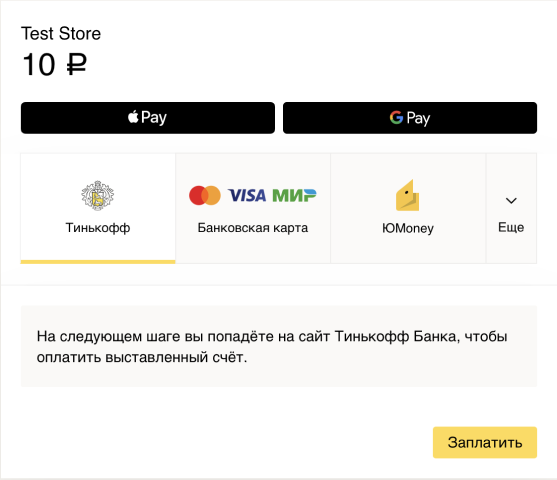 Test Store
10 ₽
Pay
G Pay
VISA МИР
Тинькофф
Банковская карта
ЮMoney
Еще
На следующем шаге вы попадёте на сайт Тинькофф Банка, чтобы
оплатить выставленный счёт.
Заплатить